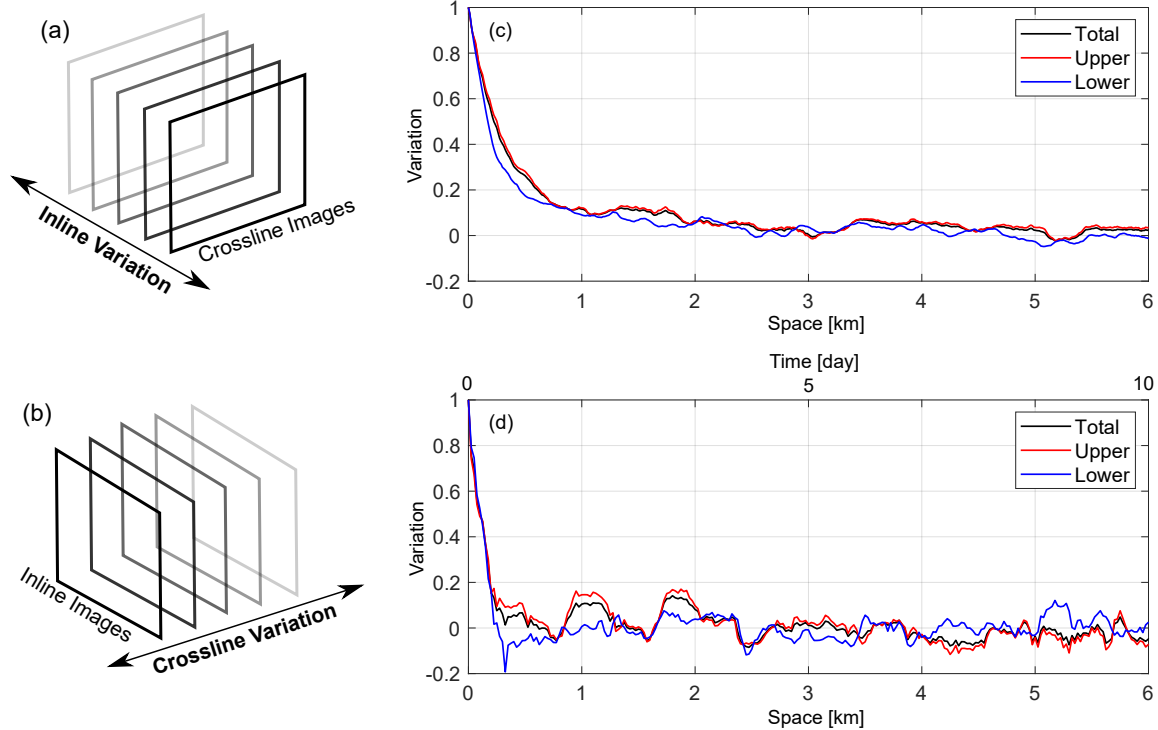 (a)
Inline Variation
Crossline Images
(c)
Total
Upper
Lower
Variation
1
0.8
0.6
0.4
0.2
0
-0.2
0 1 2 3 4 5 6
Space [km]
(b)
Inline Images
Crossline Variation
Time [day]
0 5 10
(d)
Total
Upper
Lower
Variation
1
0.8
0.6
0.4
0.2
0
-0.2
0 1 2 3 4 5 6
Space [km]